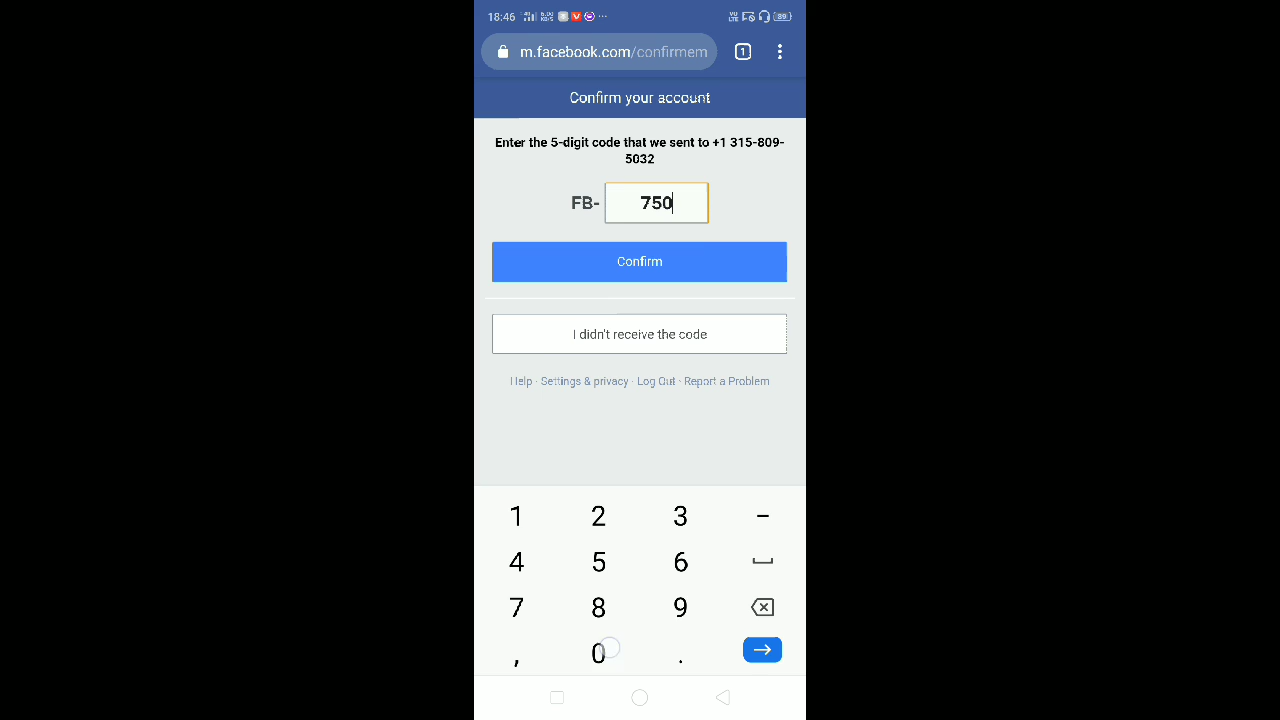 18:46
89
m.facebook.com/confirmem
1
Confirm your account
Enter the 5-digit code that we sent to +1 315-809-
5032
FB- 750
Confirm
I didn't receive the code
Help · Settings & privacy · Log Out · Report a Problem
1 2 3 -
4 5 6
7 8 9
, 0 .